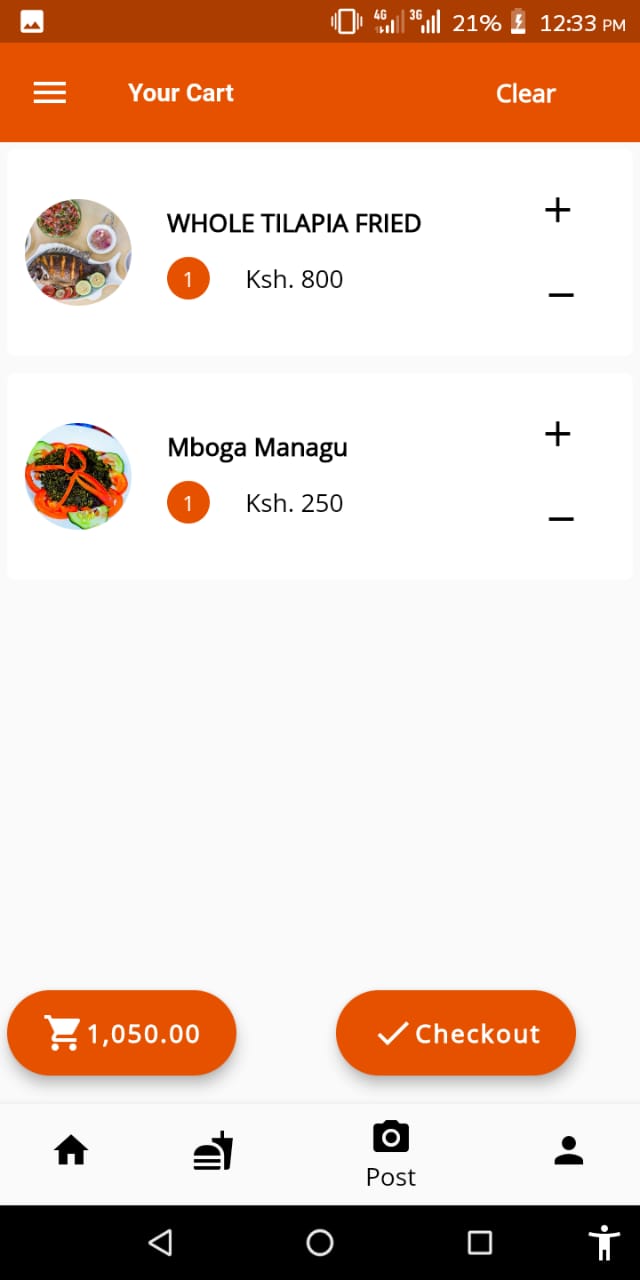 4G 3G 21% 12:33 PM
Your Cart Clear
WHOLE TILAPIA FRIED
1 Ksh. 800
Mboga Managu
1 Ksh. 250
1,050.00 Checkout
Post